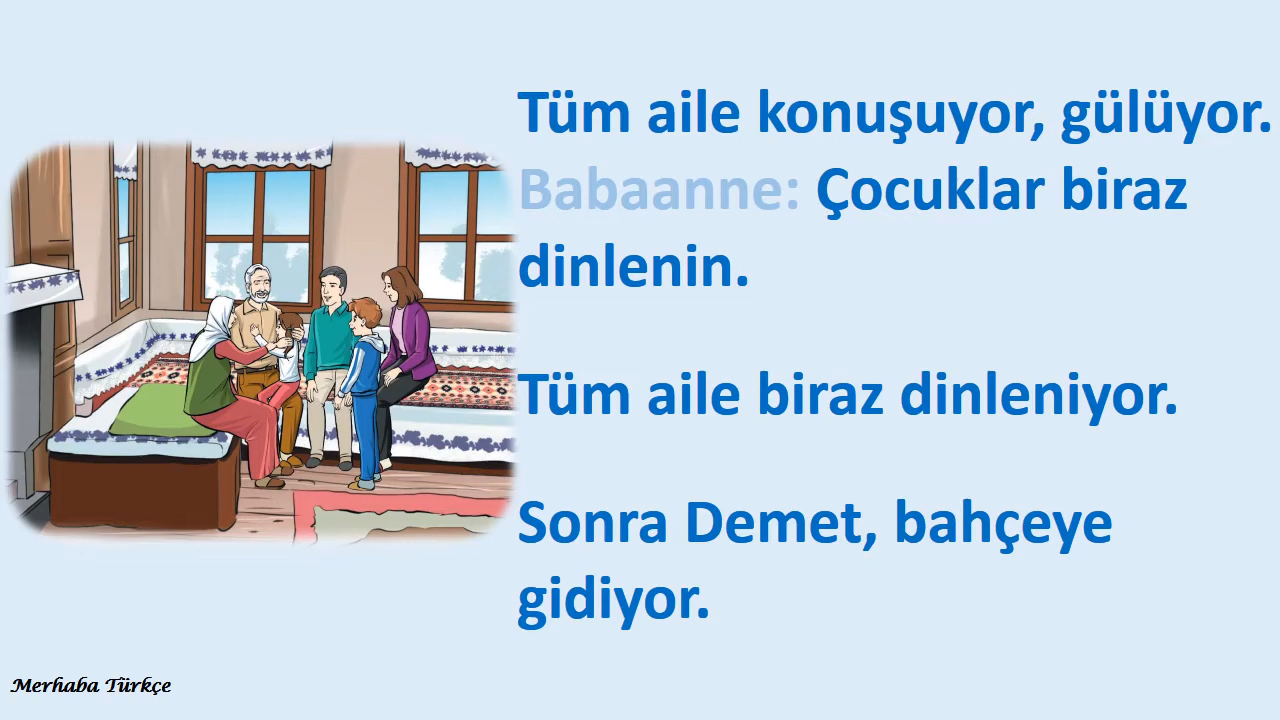 Tüm aile konuşuyor, gülüyor.
Babaanne: Çocuklar biraz
dinlenin.
Tüm aile biraz dinleniyor.
Sonra Demet, bahçeye
gidiyor.
Merhaba Türkçe